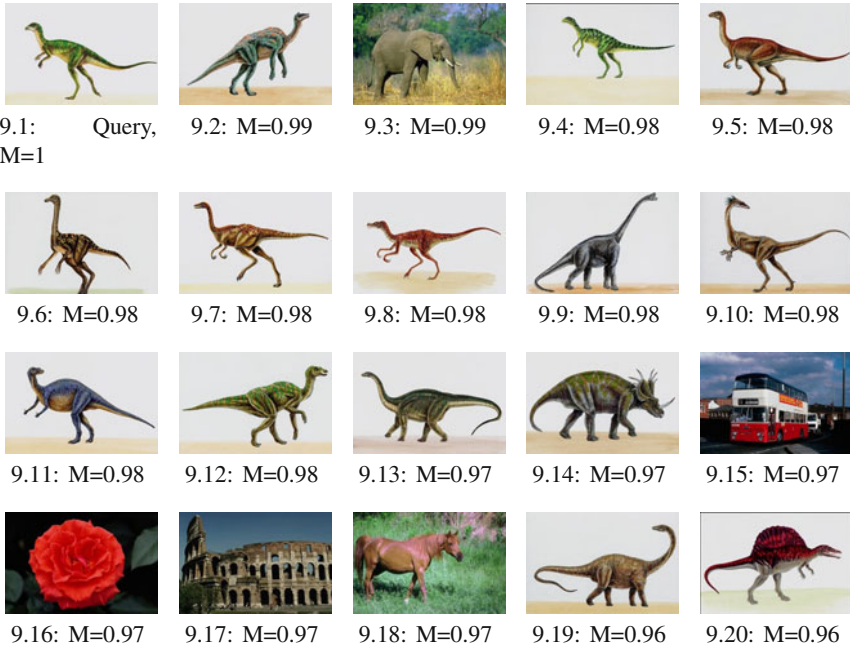 9.1: Query,
M=1
9.2: M=0.99
9.3: M=0.99
9.4: M=0.98
9.5: M=0.98
9.6: M=0.98
9.7: M=0.98
9.8: M=0.98
9.9: M=0.98
9.10: M=0.98
9.11: M=0.98
9.12: M=0.98
9.13: M=0.97
9.14: M=0.97
9.15: M=0.97
9.16: M=0.97
9.17: M=0.97
9.18: M=0.97
9.19: M=0.96
9.20: M=0.96